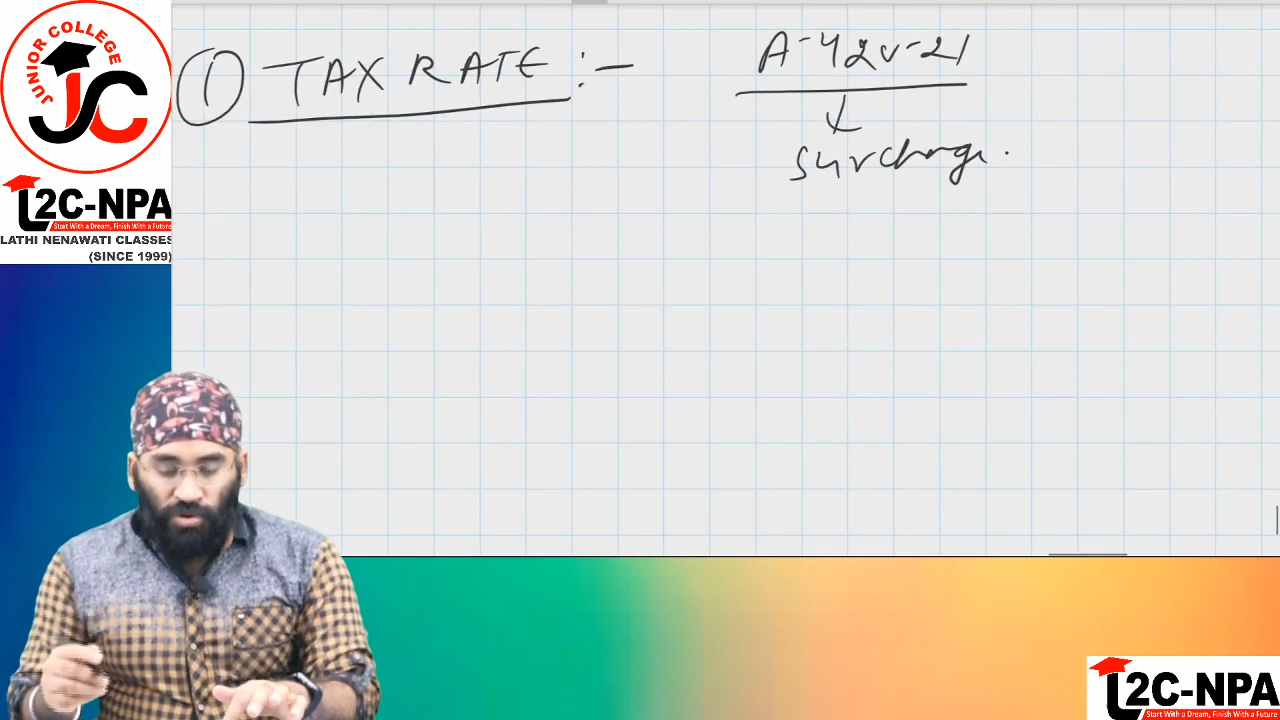 JUNIOR COLLEGE
JC
L2C-NPA
Start With a Dream, Finish With a Future
LATHI NENAWATI CLASSES
(SINCE 1999)
① TAX RATE :-
A-42v-21
↓
Surcharge.
L2C-NPA
Start With a Dream, Finish With a Future